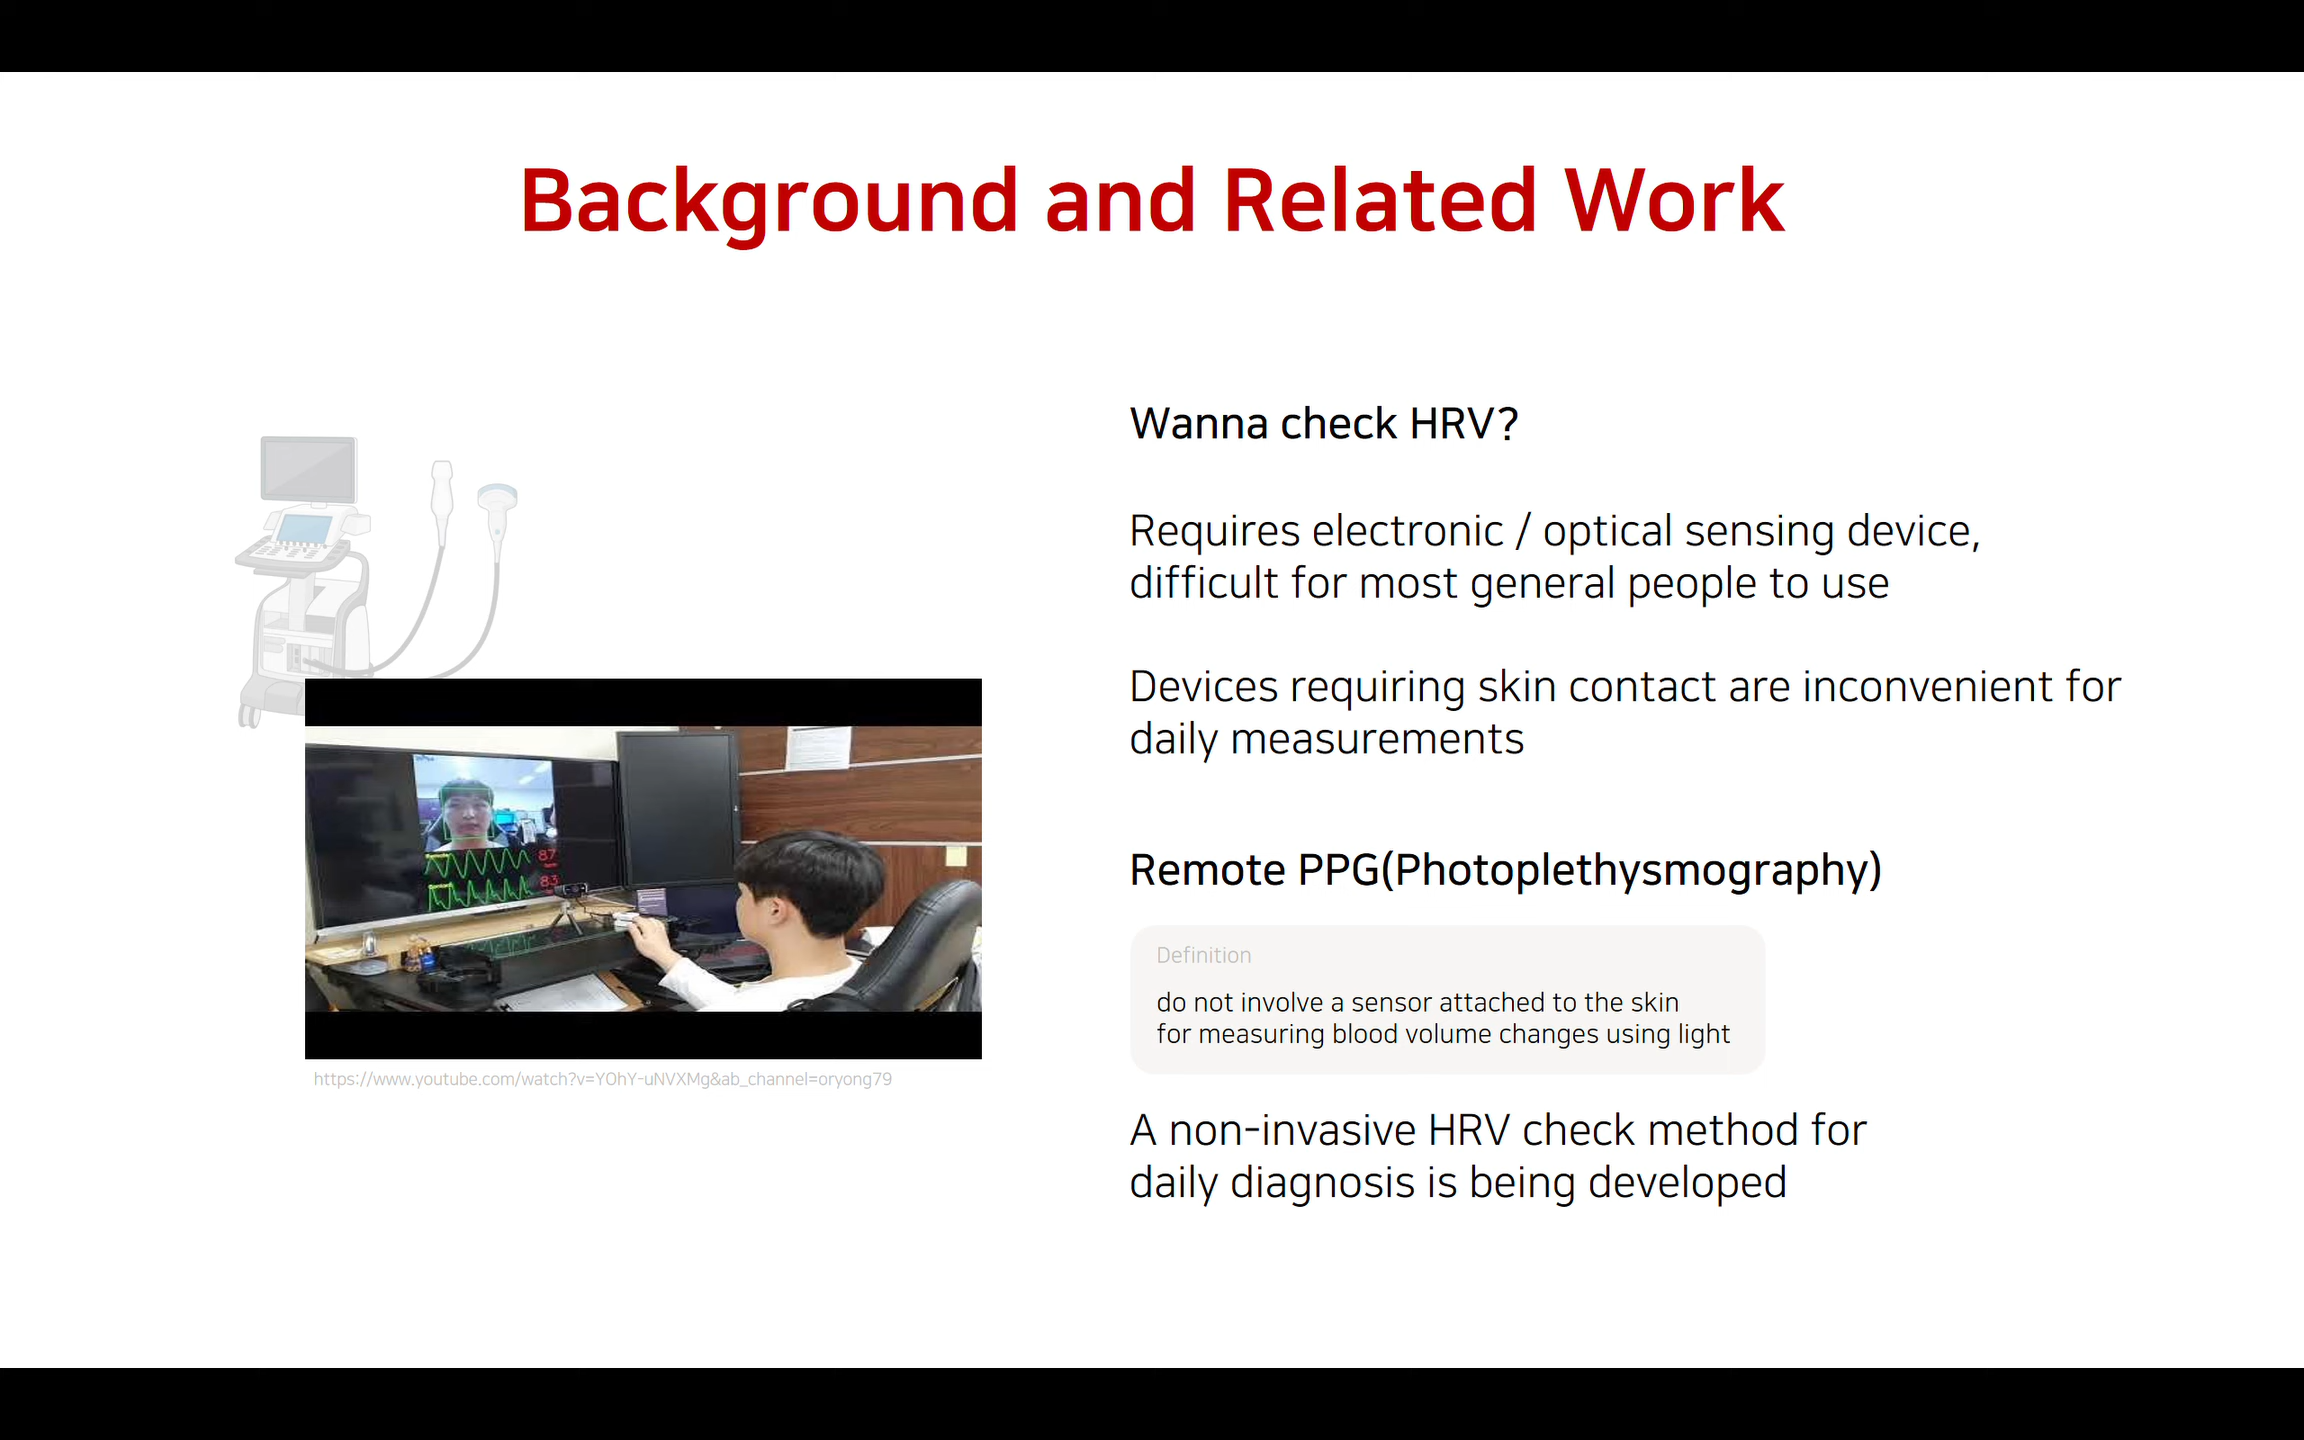 Background and Related Work
Wanna check HRV?
Requires electronic / optical sensing device,
difficult for most general people to use
Devices requiring skin contact are inconvenient for
daily measurements
87
83
https://www.youtube.com/watch?v=YOhY-uNVXMg&ab_channel=oryong79
Remote PPG(Photoplethysmography)
Definition
do not involve a sensor attached to the skin
for measuring blood volume changes using light
A non-invasive HRV check method for
daily diagnosis is being developed